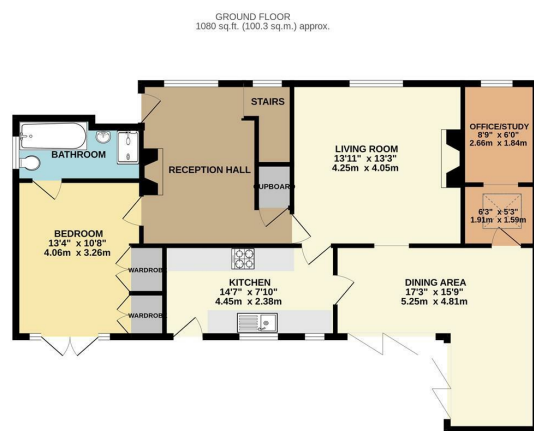 GROUND FLOOR
1080 sq.ft. (100.3 sq.m.) approx.
STAIRS
OFFICE/STUDY
8'9" x 6'0"
2.66m x 1.84m
LIVING ROOM
13'11" x 13'3"
4.25m x 4.05m
BATHROOM
RECEPTION HALL
CUPBOARD
6'3" x 5'3"
1.91m x 1.59m
BEDROOM
13'4" x 10'8"
4.06m x 3.26m
WARDROBE
KITCHEN
14'7" x 7'10"
4.45m x 2.38m
DINING AREA
17'3" x 15'9"
5.25m x 4.81m
WARDROBE